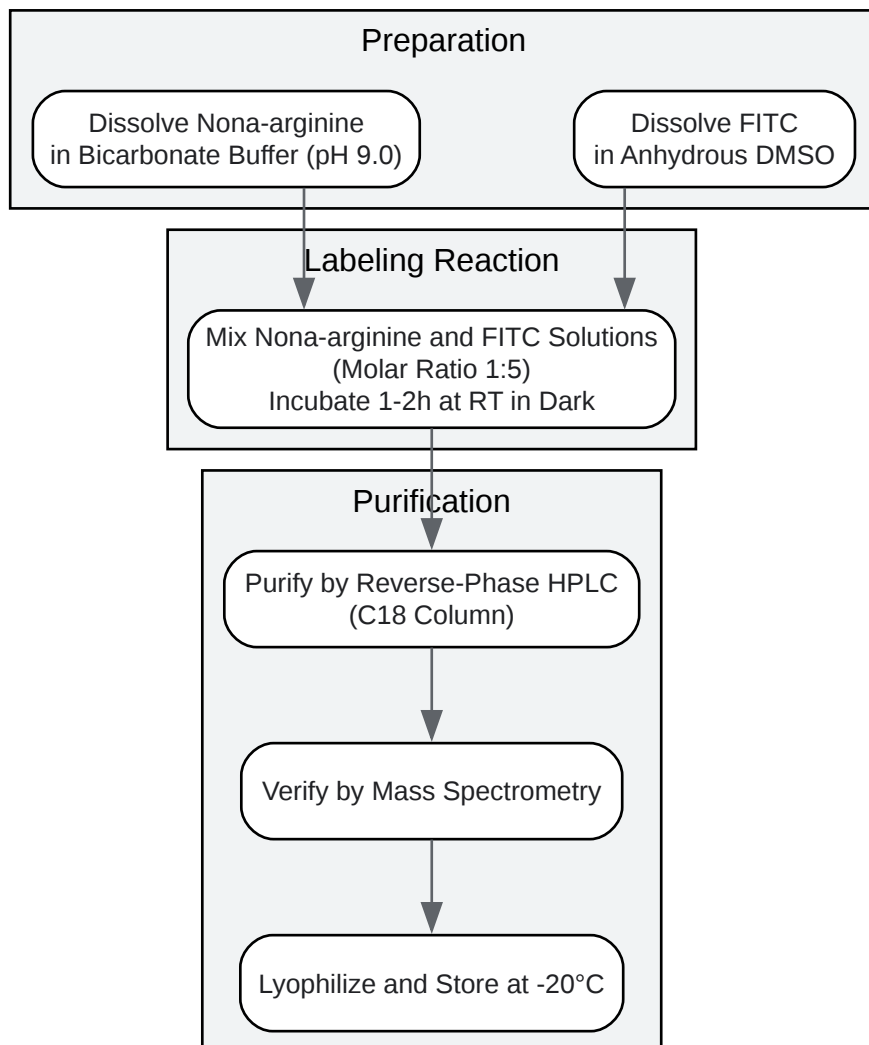 Preparation
Dissolve Nona-arginine
in Bicarbonate Buffer (pH 9.0)
Dissolve FITC
in Anhydrous DMSO
Labeling Reaction
Mix Nona-arginine and FITC Solutions
(Molar Ratio 1:5)
Incubate 1-2h at RT in Dark
Purification
Purify by Reverse-Phase HPLC
(C18 Column)
Verify by Mass Spectrometry
Lyophilize and Store at -20°C